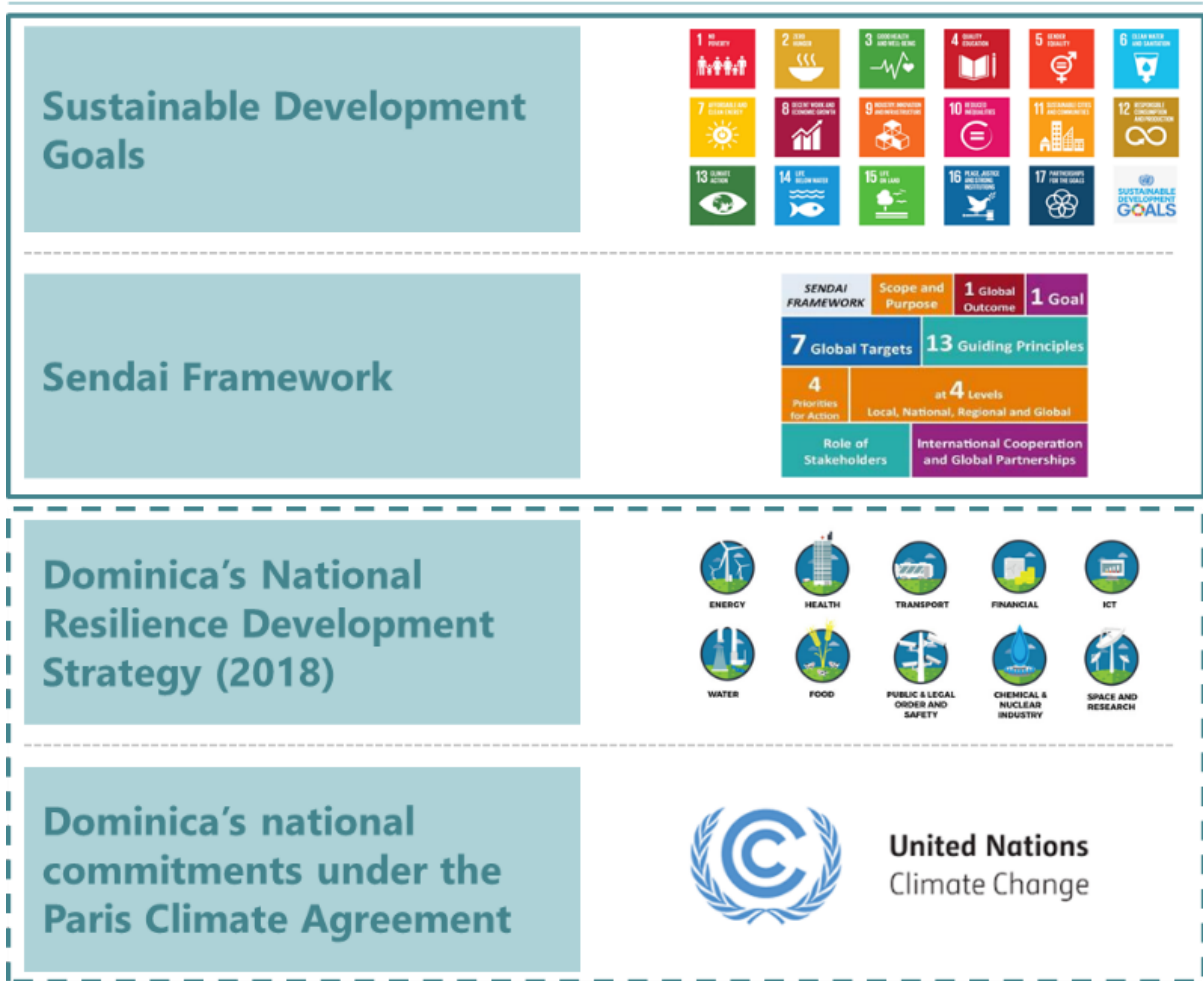 Sustainable Development
Goals
1 NO
POVERTY
2 ZERO
HUNGER
3 GOOD HEALTH
AND WELL-BEING
4 QUALITY
EDUCATION
5 GENDER
EQUALITY
6 CLEAN WATER
AND SANITATION
7 AFFORDABLE AND
CLEAN ENERGY
8 DECENT WORK AND
ECONOMIC GROWTH
9 INDUSTRY, INNOVATION
AND INFRASTRUCTURE
10 REDUCED
INEQUALITIES
11 SUSTAINABLE CITIES
AND COMMUNITIES
12 RESPONSIBLE
CONSUMPTION
AND PRODUCTION
13 CLIMATE
ACTION
14 LIFE
BELOW WATER
15 LIFE
ON LAND
16 PEACE, JUSTICE
AND STRONG
INSTITUTIONS
17 PARTNERSHIPS
FOR THE GOALS
SUSTAINABLE
DEVELOPMENT
GOALS
Sendai Framework
SENDAI
FRAMEWORK
Scope and
Purpose
1 Global
Outcome
1 Goal
7 Global Targets
13 Guiding Principles
4
Priorities
for Action
at 4 Levels
Local, National, Regional and Global
Role of
Stakeholders
International Cooperation
and Global Partnerships
Dominica's National
Resilience Development
Strategy (2018)
ENERGY
HEALTH
TRANSPORT
FINANCIAL
ICT
WATER
FOOD
PUBLIC & LEGAL
ORDER AND
SAFETY
CHEMICAL &
NUCLEAR
INDUSTRY
SPACE AND
RESEARCH
Dominica's national
commitments under the
Paris Climate Agreement
United Nations
Climate Change